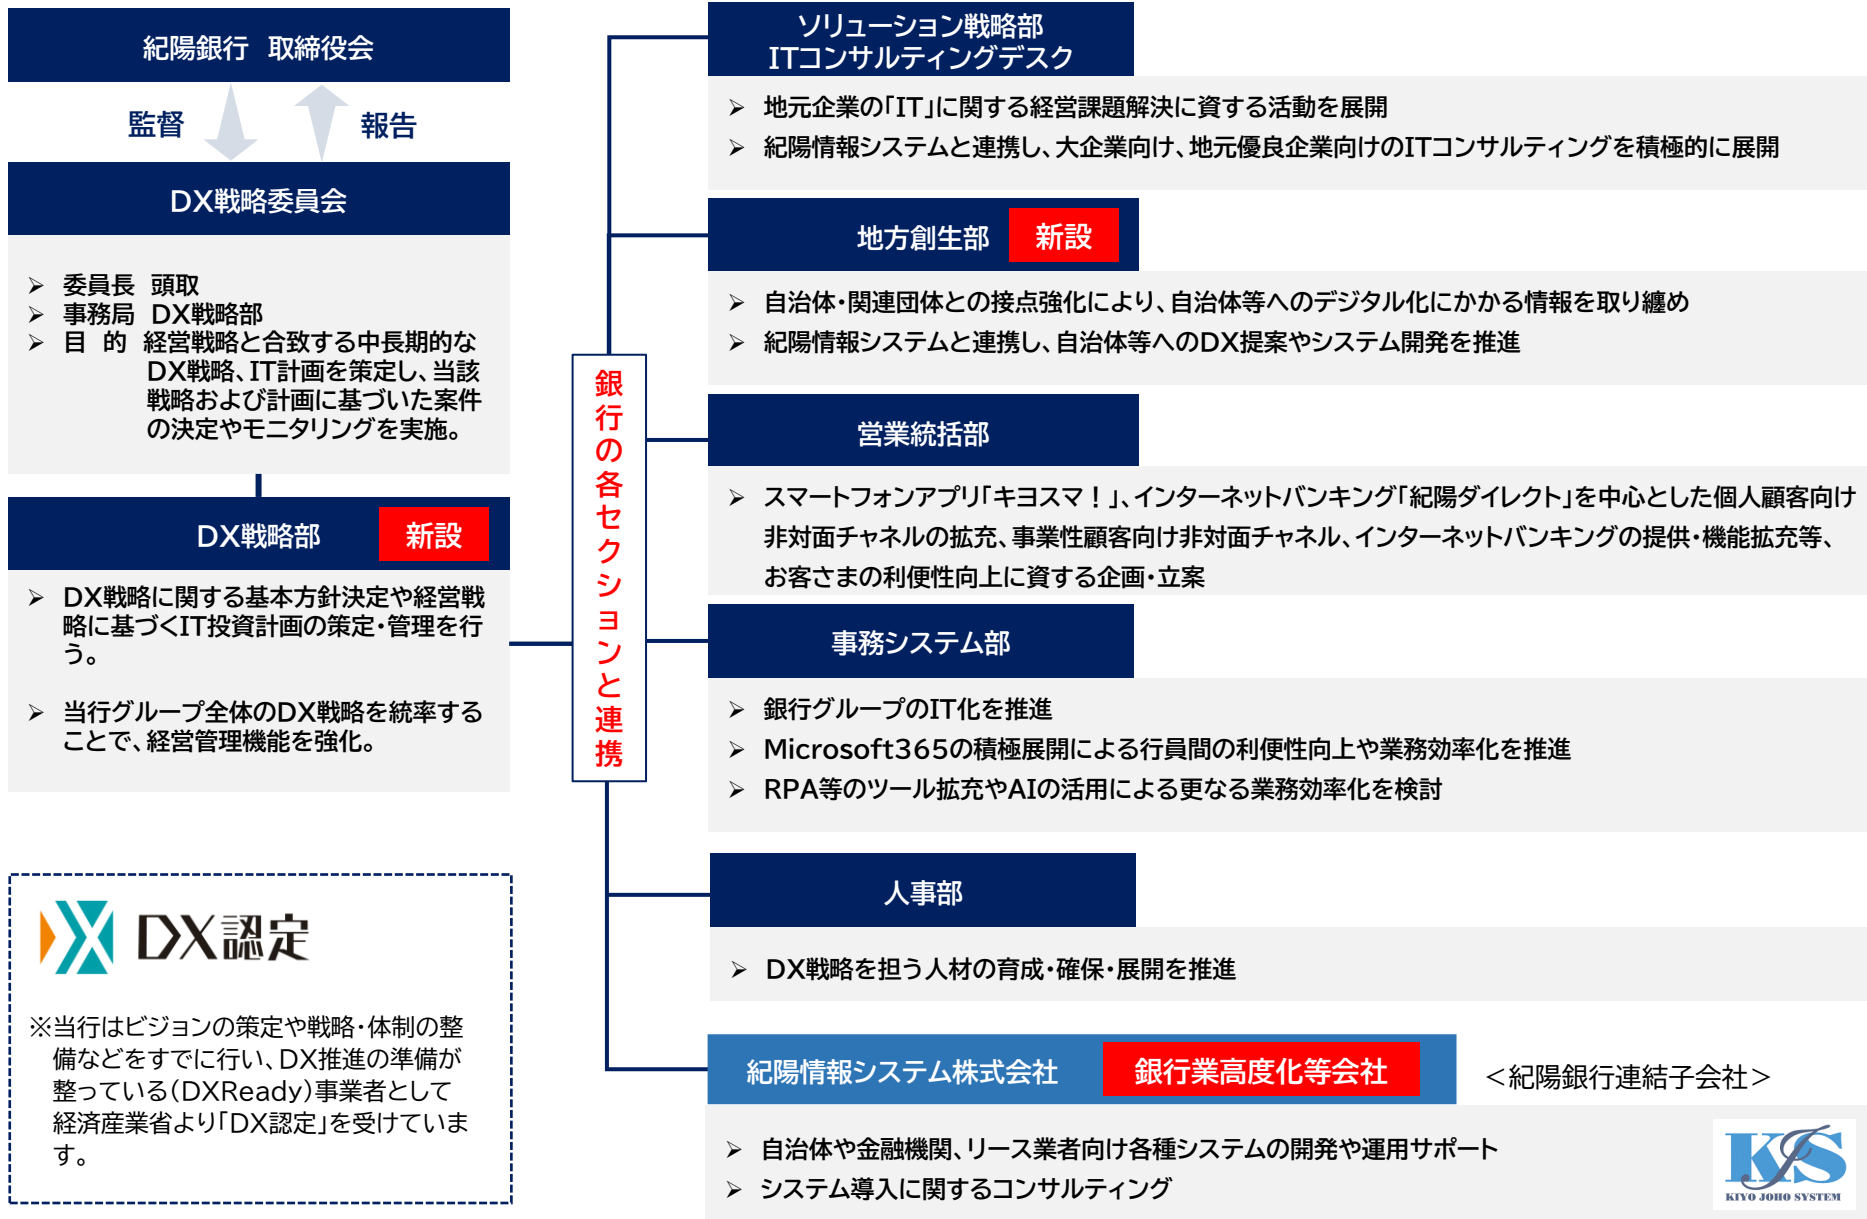 紀陽銀行 取締役会
監督
報告
DX戦略委員会
➢ 委員長 頭取
➢ 事務局 DX戦略部
➢ 目 的 経営戦略と合致する中長期的な
DX戦略、IT計画を策定し、当該
戦略および計画に基づいた案件
の決定やモニタリングを実施。
DX戦略部 新設
➢ DX戦略に関する基本方針決定や経営戦
略に基づくIT投資計画の策定・管理を行
う。
➢ 当行グループ全体のDX戦略を統率する
ことで、経営管理機能を強化。
DX認定
※当行はビジョンの策定や戦略・体制の整
備などをすでに行い、DX推進の準備が
整っている(DXReady)事業者として
経済産業省より「DX認定」を受けていま
す。
銀行の各セクションと連携
ソリューション戦略部
ITコンサルティングデスク
➢ 地元企業の「IT」に関する経営課題解決に資する活動を展開
➢ 紀陽情報システムと連携し、大企業向け、地元優良企業向けのITコンサルティングを積極的に展開
地方創生部 新設
➢ 自治体・関連団体との接点強化により、自治体等へのデジタル化にかかる情報を取り纏め
➢ 紀陽情報システムと連携し、自治体等へのDX提案やシステム開発を推進
営業統括部
➢ スマートフォンアプリ「キヨスマ!」、インターネットバンキング「紀陽ダイレクト」を中心とした個人顧客向け
非対面チャネルの拡充、事業性顧客向け非対面チャネル、インターネットバンキングの提供・機能拡充等、
お客さまの利便性向上に資する企画・立案
事務システム部
➢ 銀行グループのIT化を推進
➢ Microsoft365の積極展開による行員間の利便性向上や業務効率化を推進
➢ RPA等のツール拡充やAIの活用による更なる業務効率化を検討
人事部
➢ DX戦略を担う人材の育成・確保・展開を推進
紀陽情報システム株式会社 銀行業高度化等会社 <紀陽銀行連結子会社>
➢ 自治体や金融機関、リース業者向け各種システムの開発や運用サポート
➢ システム導入に関するコンサルティング
KJS
KIYO JOHO SYSTEM